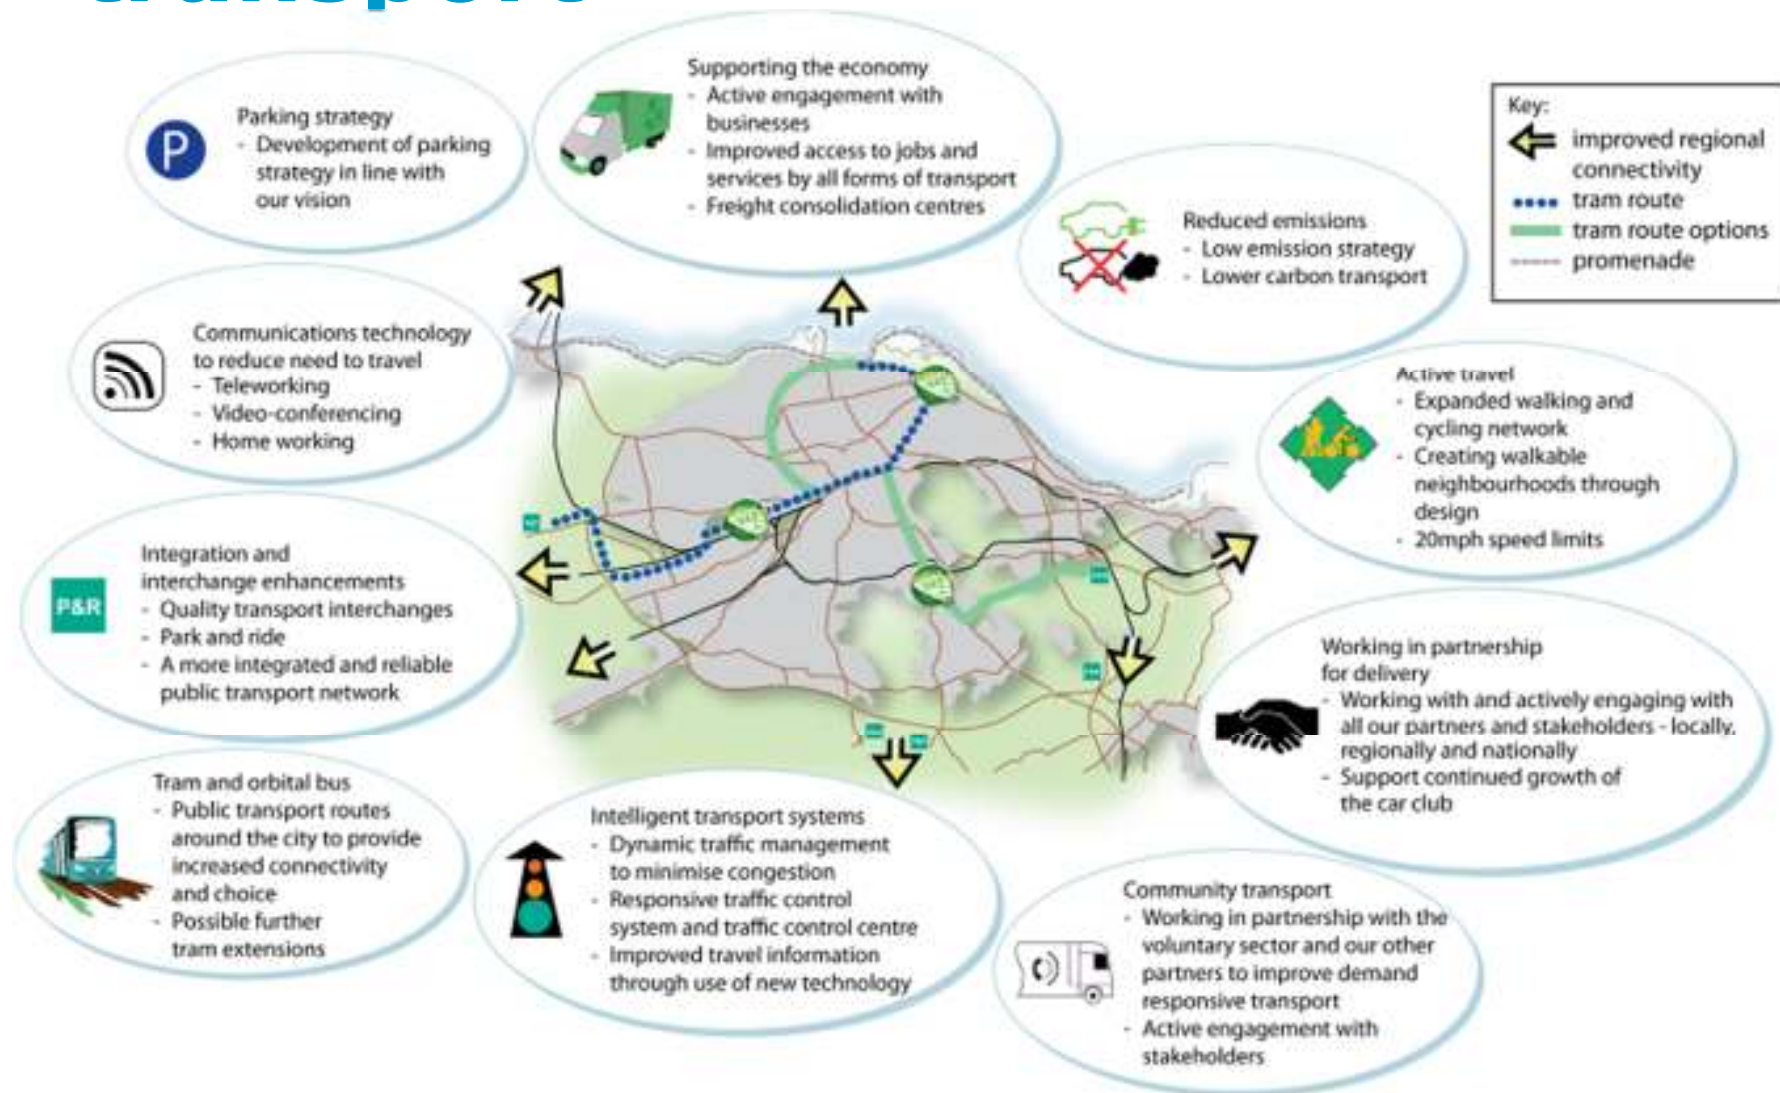 transport
Parking strategy
- Development of parking
strategy in line with
our vision
P
Supporting the economy
- Active engagement with
businesses
- Improved access to jobs and
services by all forms of transport
- Freight consolidation centres
Reduced emissions
- Low emission strategy
- Lower carbon transport
Key:
improved regional
connectivity
tram route
tram route options
promenade
Communications technology
to reduce need to travel
- Teleworking
- Video-conferencing
- Home working
Active travel
- Expanded walking and
cycling network
- Creating walkable
neighbourhoods through
design
- 20mph speed limits
Integration and
interchange enhancements
- Quality transport interchanges
- Park and ride
- A more integrated and reliable
public transport network
P&R
Working in partnership
for delivery
- Working with and actively engaging with
all our partners and stakeholders - locally,
regionally and nationally
- Support continued growth of
the car club
Tram and orbital bus
- Public transport routes
around the city to provide
increased connectivity
and choice
- Possible further
tram extensions
Intelligent transport systems
- Dynamic traffic management
to minimise congestion
- Responsive traffic control
system and traffic control centre
- Improved travel information
through use of new technology
Community transport
- Working in partnership with the
voluntary sector and our other
partners to improve demand
responsive transport
- Active engagement with
stakeholders